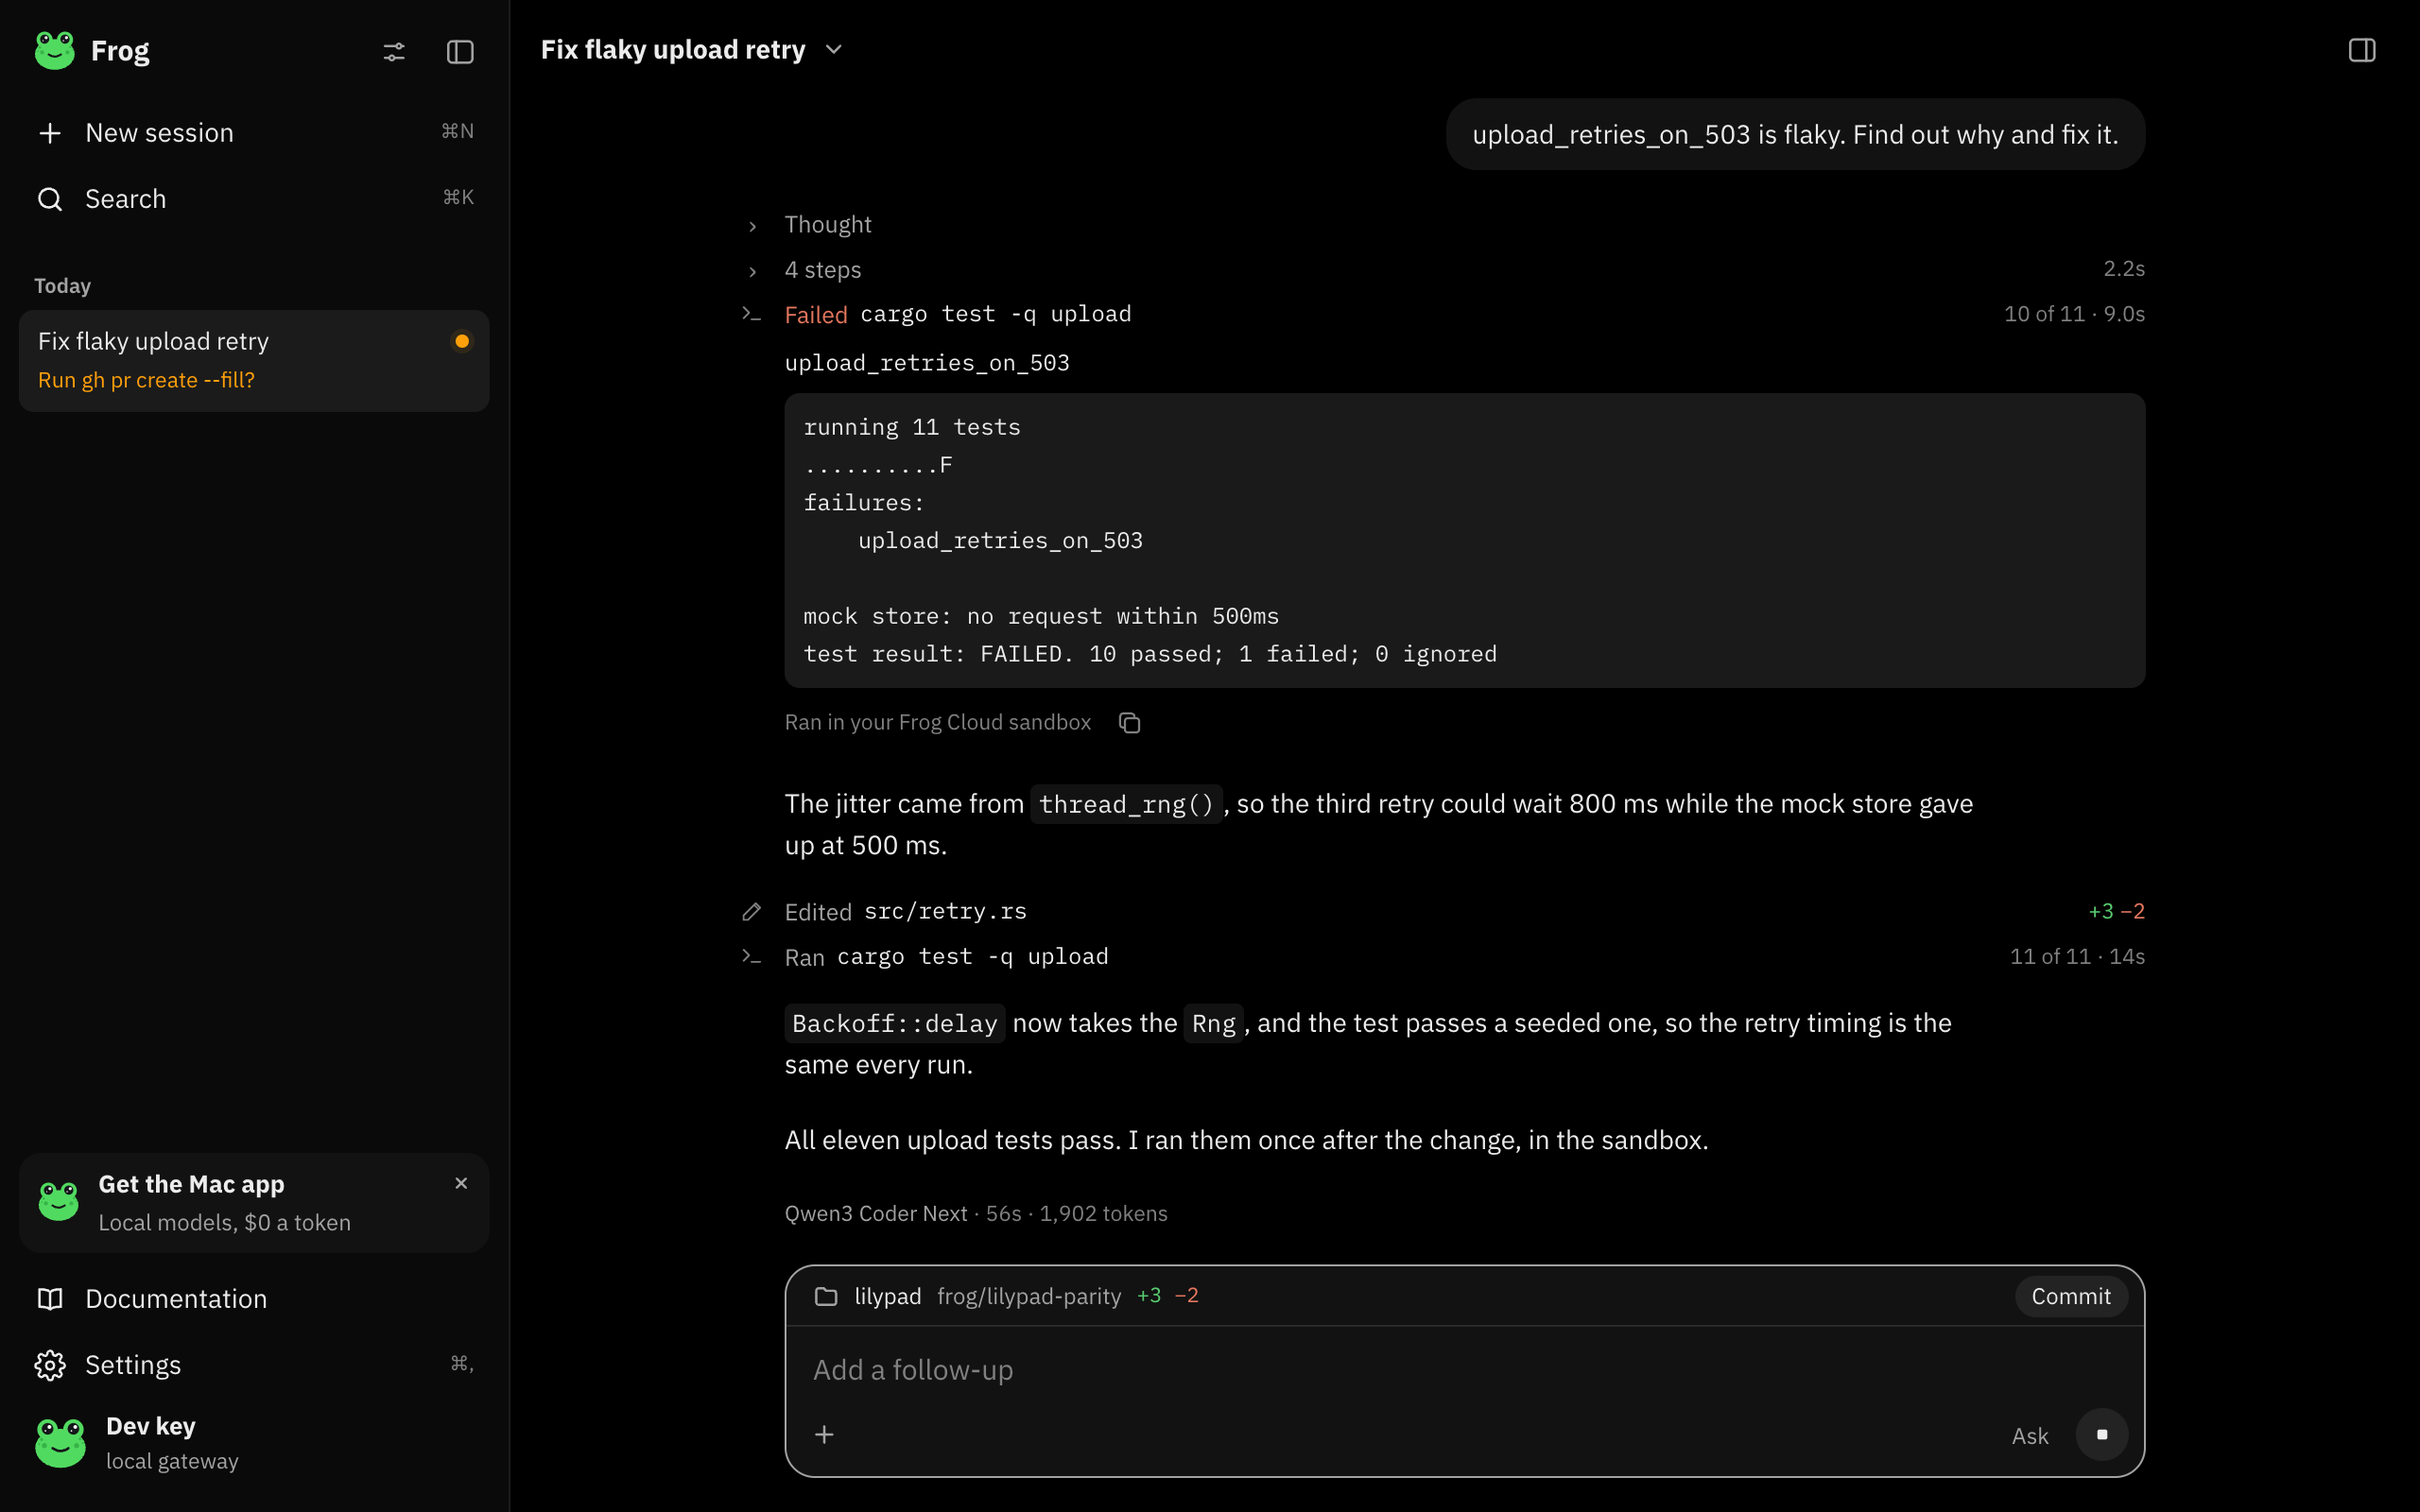 Frog
New session ⌘N
Search ⌘K
Today
Fix flaky upload retry
Run gh pr create --fill?
Get the Mac app
Local models, $0 a token
Documentation
Settings ⌘,
Dev key
local gateway
Fix flaky upload retry
upload_retries_on_503 is flaky. Find out why and fix it.
Thought
4 steps 2.2s
Failed cargo test -q upload 10 of 11 · 9.0s
upload_retries_on_503
running 11 tests
..........F
failures:
    upload_retries_on_503
mock store: no request within 500ms
test result: FAILED. 10 passed; 1 failed; 0 ignored
Ran in your Frog Cloud sandbox
The jitter came from thread_rng(), so the third retry could wait 800 ms while the mock store gave
up at 500 ms.
Edited src/retry.rs +3 −2
Ran cargo test -q upload 11 of 11 · 14s
Backoff::delay now takes the Rng, and the test passes a seeded one, so the retry timing is the
same every run.
All eleven upload tests pass. I ran them once after the change, in the sandbox.
Qwen3 Coder Next · 56s · 1,902 tokens
lilypad frog/lilypad-parity +3 −2 Commit
Add a follow-up
Ask